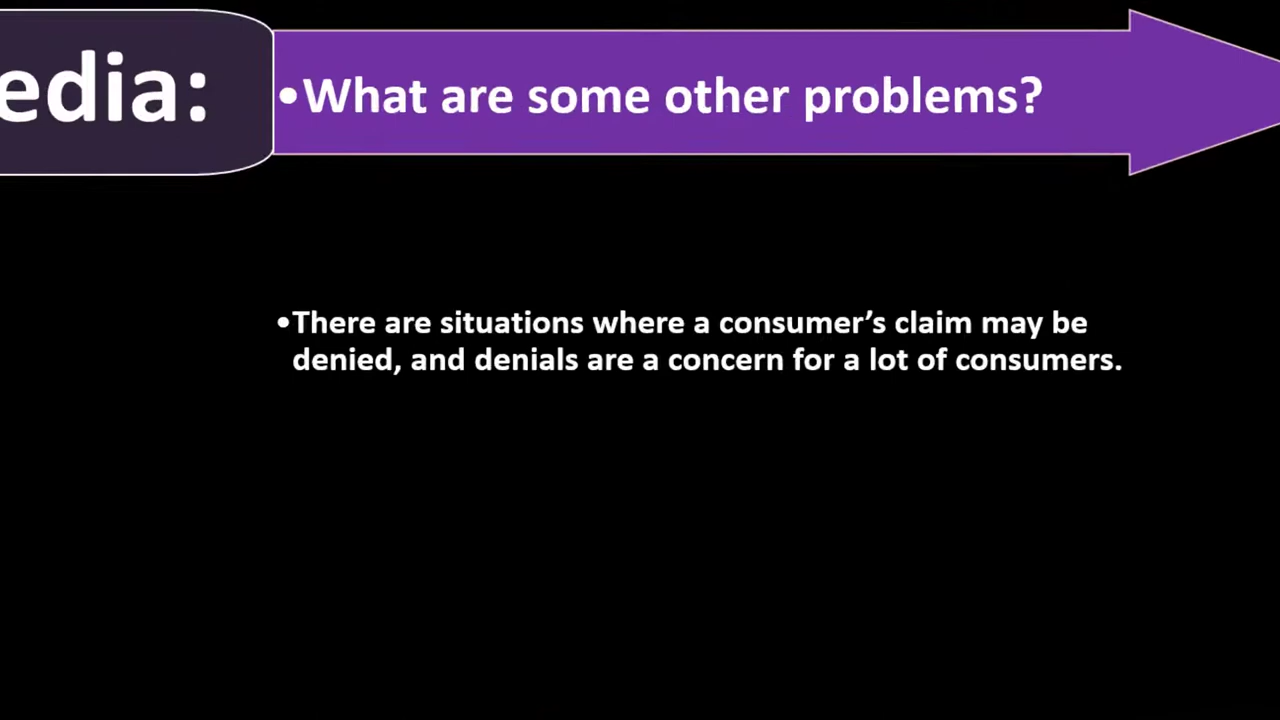 edia:
•What are some other problems?
•There are situations where a consumer’s claim may be
denied, and denials are a concern for a lot of consumers.